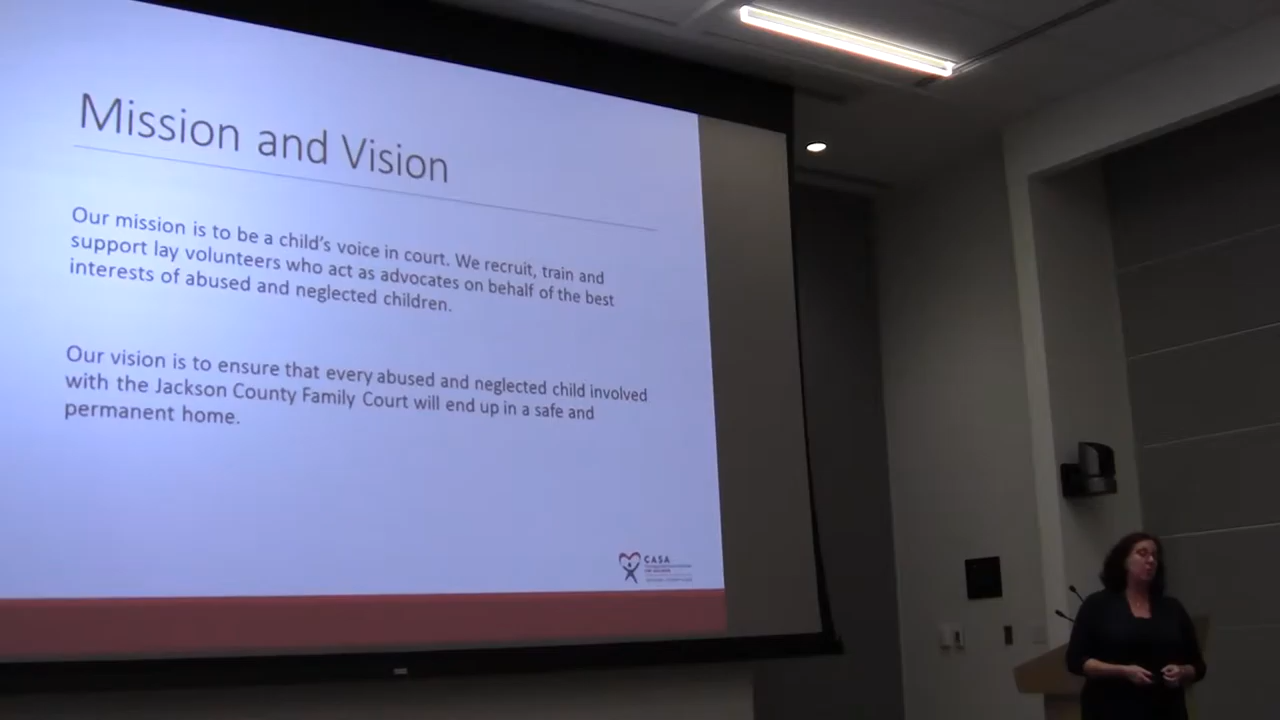 Mission and Vision
Our mission is to be a child's voice in court. We recruit, train and
support lay volunteers who act as advocates on behalf of the best
interests of abused and neglected children.
Our vision is to ensure that every abused and neglected child involved
with the Jackson County Family Court will end up in a safe and
permanent home.
CASA